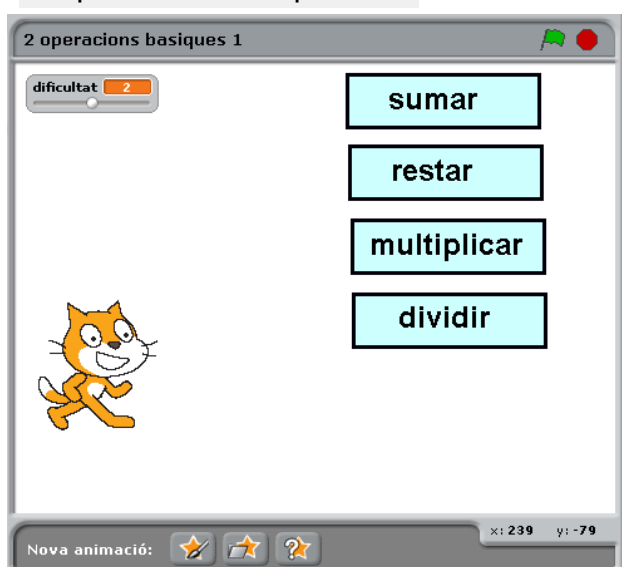 2 operacions basiques 1
dificultat 2
sumar
restar
multiplicar
dividir
x: 239 y: -79
Nova animació: